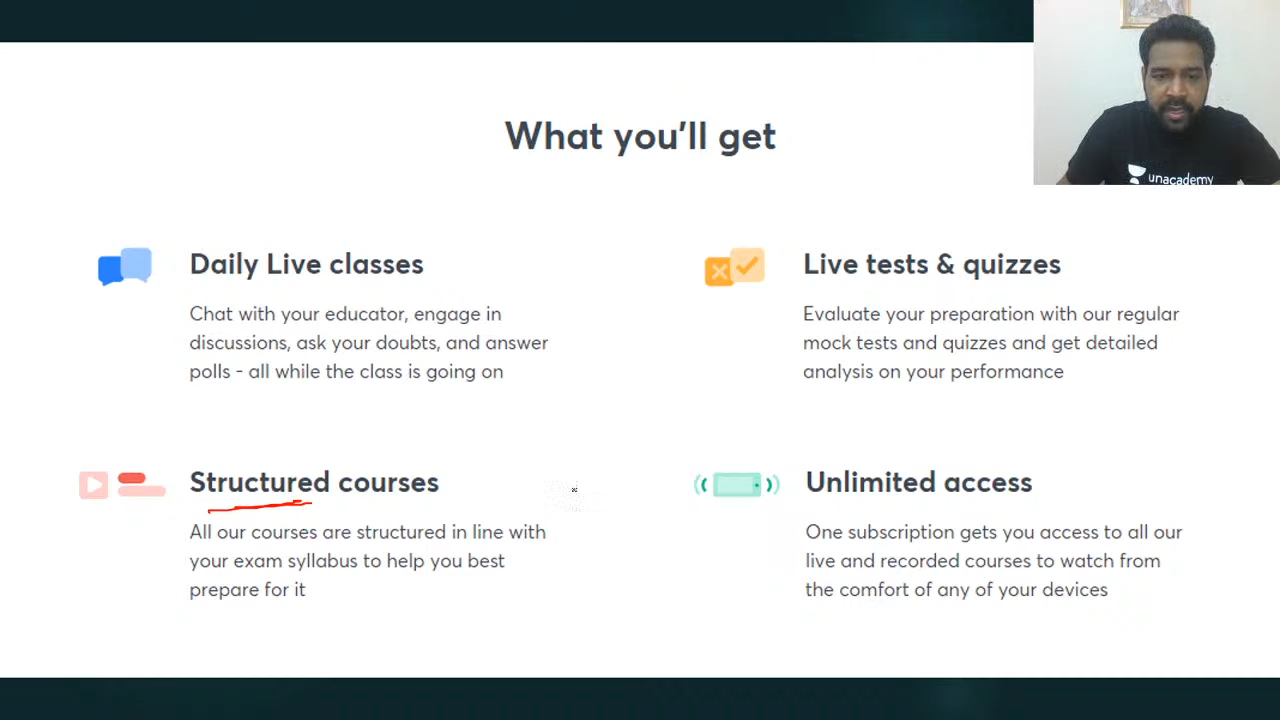 What you'll get
unacademy
Daily Live classes
Chat with your educator, engage in
discussions, ask your doubts, and answer
polls - all while the class is going on
Live tests & quizzes
Evaluate your preparation with our regular
mock tests and quizzes and get detailed
analysis on your performance
Structured courses
All our courses are structured in line with
your exam syllabus to help you best
prepare for it
Unlimited access
One subscription gets you access to all our
live and recorded courses to watch from
the comfort of any of your devices